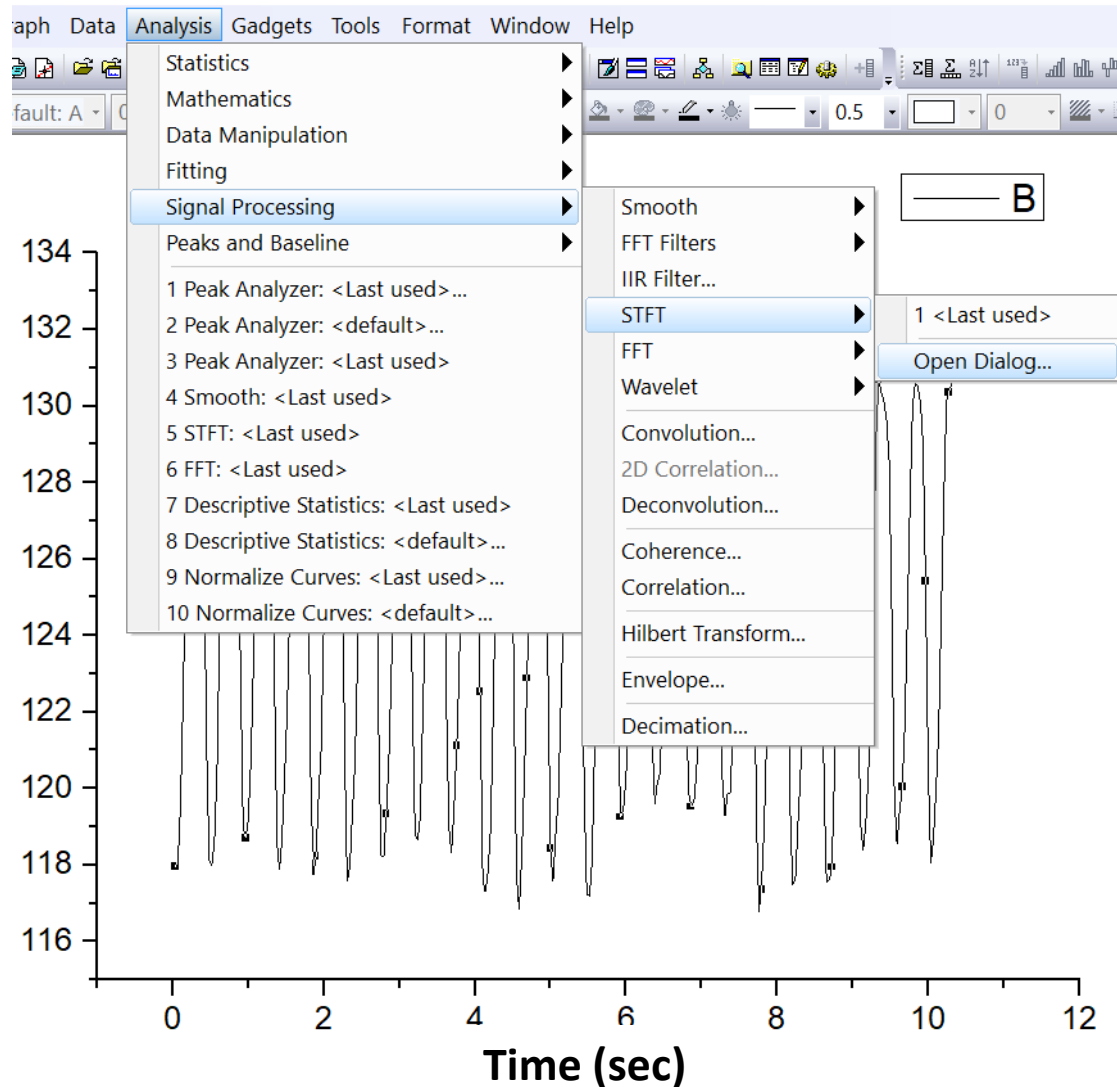 raph Data Analysis Gadgets Tools Format Window Help
fault: A 0
0.5
0
Statistics
Mathematics
Data Manipulation
Fitting
Signal Processing
Peaks and Baseline
1 Peak Analyzer: <Last used>...
2 Peak Analyzer: <default>...
3 Peak Analyzer: <Last used>
4 Smooth: <Last used>
5 STFT: <Last used>
6 FFT: <Last used>
7 Descriptive Statistics: <Last used>
8 Descriptive Statistics: <default>...
9 Normalize Curves: <Last used>...
10 Normalize Curves: <default>...
Smooth
FFT Filters
IIR Filter...
STFT
FFT
Wavelet
Convolution...
2D Correlation...
Deconvolution...
Coherence...
Correlation...
Hilbert Transform...
Envelope...
Decimation...
1 <Last used>
Open Dialog...
B
134
132
130
128
126
124
122
120
118
116
0 2 4 6 8 10 12
Time (sec)